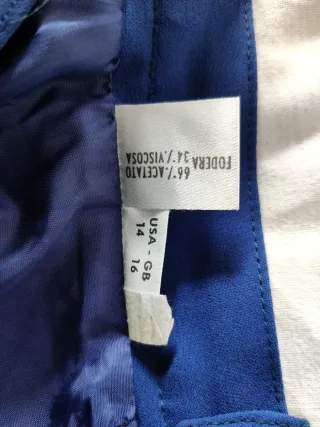 FODERA
66%ACETATO
34%VISCOSA
USA - GB
14 16